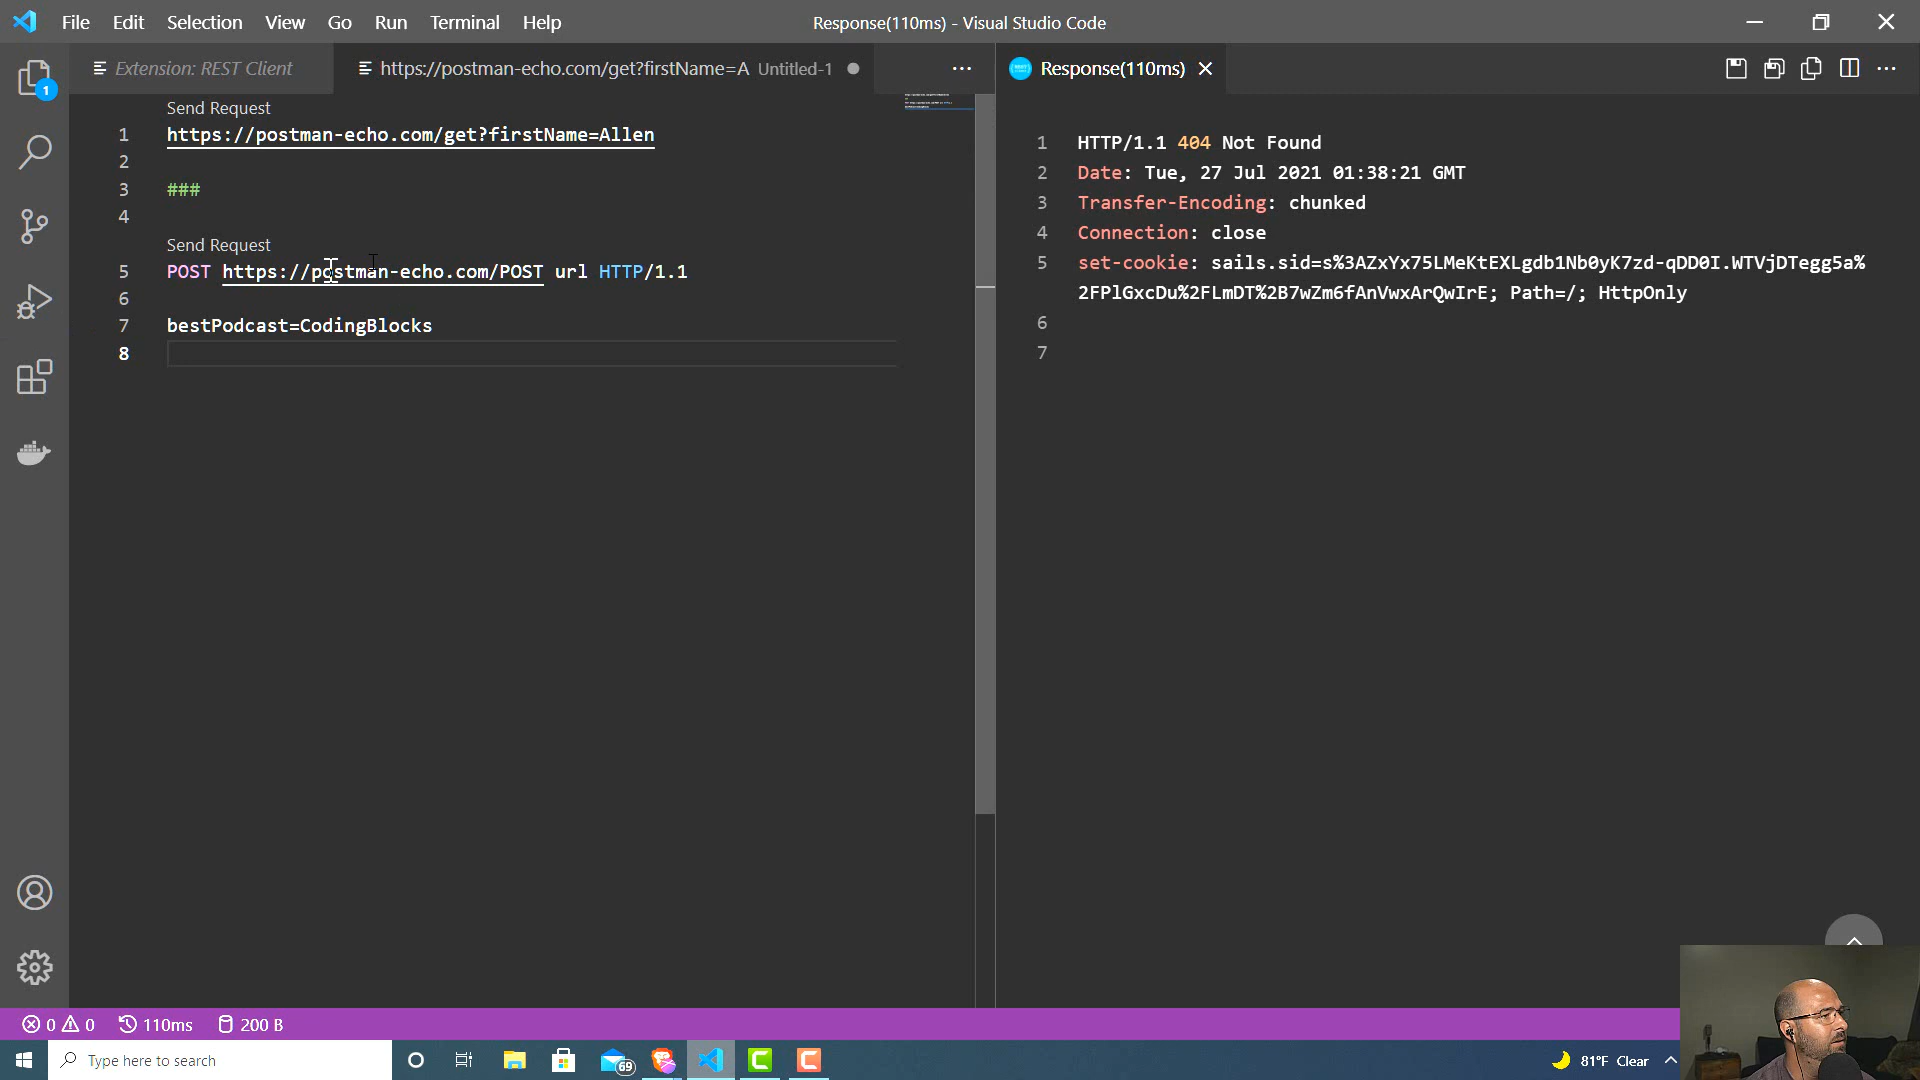 File Edit Selection View Go Run Terminal Help
Response(110ms) - Visual Studio Code
Extension: REST Client
https://postman-echo.com/get?firstName=A Untitled-1
Response(110ms)
1
Send Request
1 https://postman-echo.com/get?firstName=Allen
2
3 ###
4
Send Request
5 POST https://postman-echo.com/POST url HTTP/1.1
6
7 bestPodcast=CodingBlocks
8
1 HTTP/1.1 404 Not Found
2 Date: Tue, 27 Jul 2021 01:38:21 GMT
3 Transfer-Encoding: chunked
4 Connection: close
5 set-cookie: sails.sid=s%3AZxYx75LMeKtEXLgdb1Nb0yK7zd-qDD0I.WTVjDTegg5a%
2FPlGxcDu%2FLmDT%2B7wZm6fAnVwxArQwIrE; Path=/; HttpOnly
6
7
0 0 110ms 200 B
Type here to search
69
81°F Clear